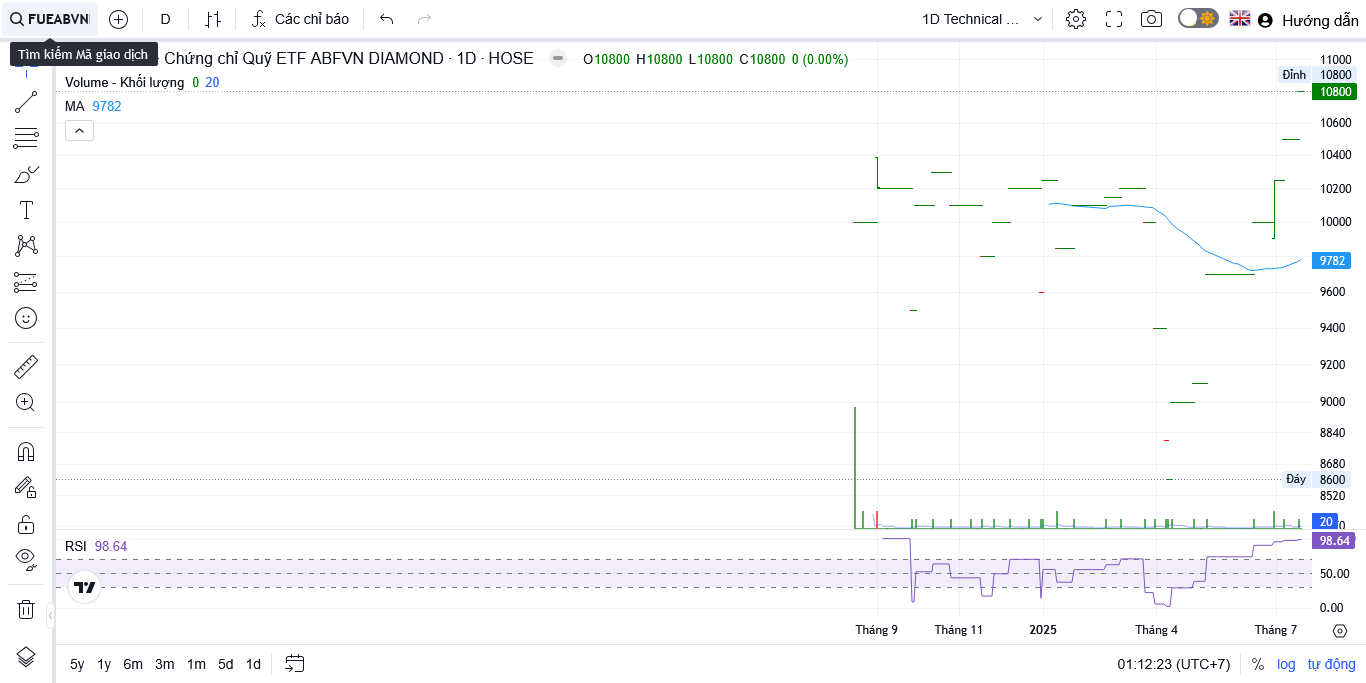 FUEABVN D Các chỉ báo 1D Technical ... Hướng dẫn
Tìm kiếm Mã giao dịch
· Chứng chỉ Quỹ ETF ABFVN DIAMOND · 1D · HOSE O10800 H10800 L10800 C10800 0 (0.00%)
Volume - Khối lượng 0 20
MA 9782
11000
Đỉnh 10800
10800
10600
10400
10200
10000
9782
9600
9400
9200
9000
8840
8680
Đáy 8600
8520
20 0
RSI 98.64
98.64
50.00
0.00
Tháng 9 Tháng 11 2025 Tháng 4 Tháng 7
5y 1y 6m 3m 1m 5d 1d 01:12:23 (UTC+7) % log tự động